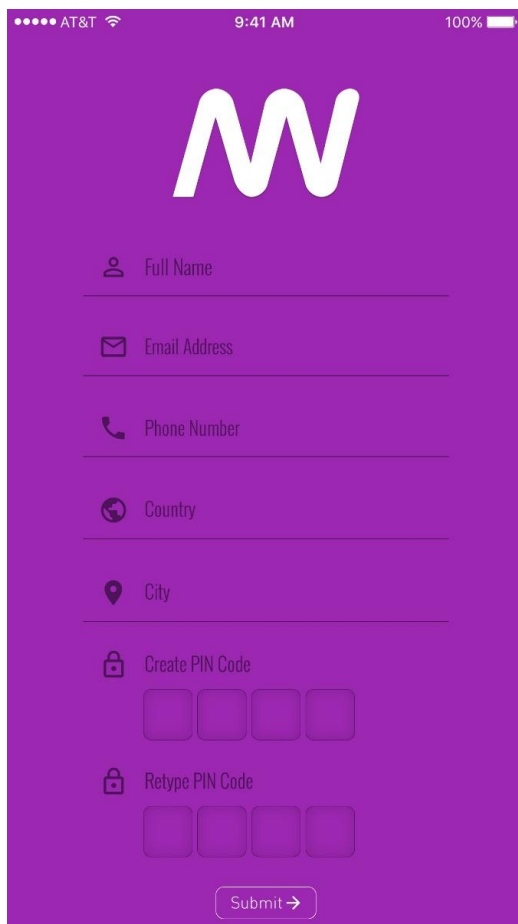 AT&T 9:41 AM 100%
Full Name
Email Address
Phone Number
Country
City
Create PIN Code
Retype PIN Code
Submit